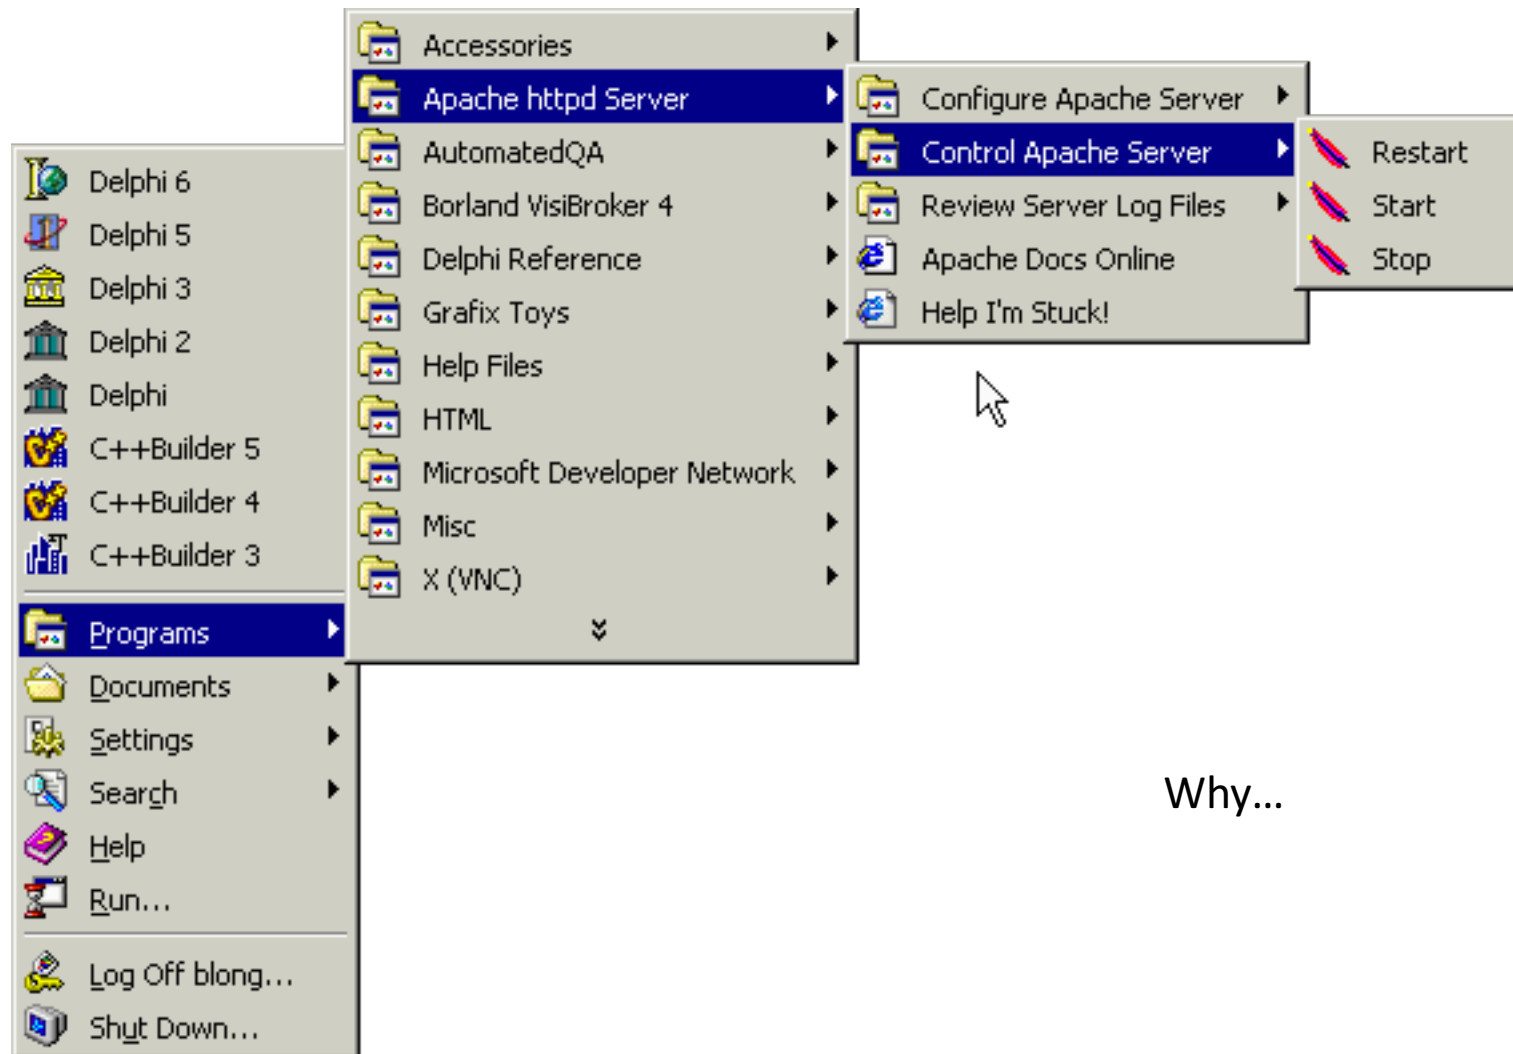 Delphi 6
Delphi 5
Delphi 3
Delphi 2
Delphi
C++Builder 5
C++Builder 4
C++Builder 3
Programs
Documents
Settings
Search
Help
Run...
Log Off blong...
Shut Down...
Accessories
Apache httpd Server
AutomatedQA
Borland VisiBroker 4
Delphi Reference
Grafix Toys
Help Files
HTML
Microsoft Developer Network
Misc
X (VNC)
Configure Apache Server
Control Apache Server
Review Server Log Files
Apache Docs Online
Help I'm Stuck!
Restart
Start
Stop
Why...